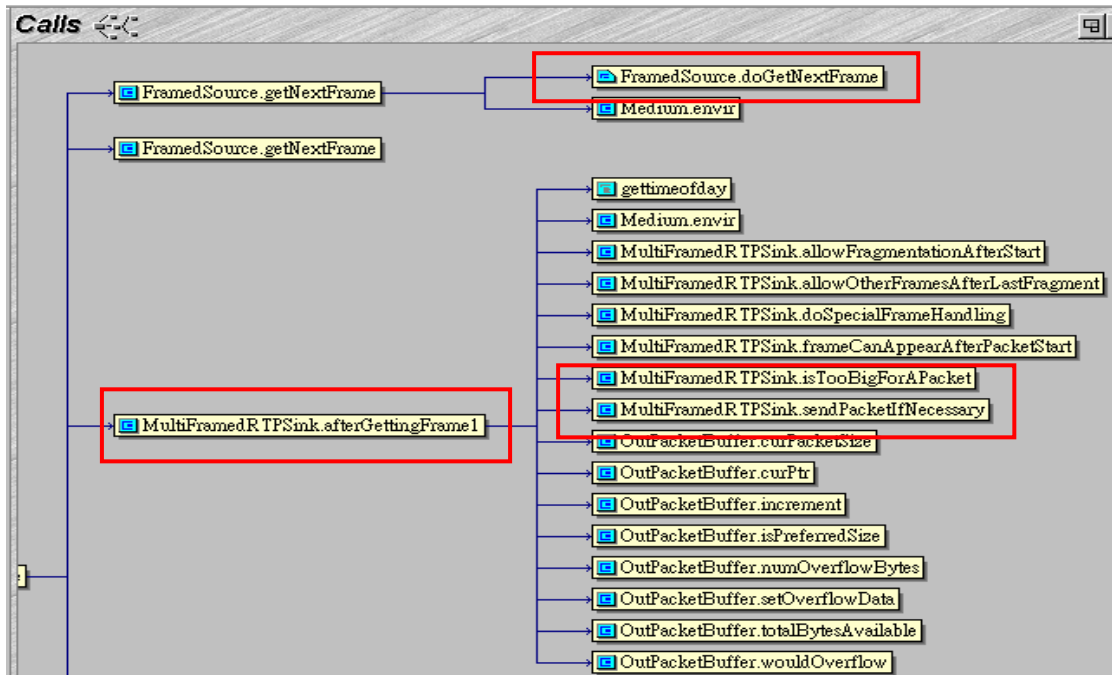 Calls
FramedSource.getNextFrame
FramedSource.doGetNextFrame
Medium.envir
FramedSource.getNextFrame
MultiFramedRTPSink.afterGettingFrame1
gettimeofday
Medium.envir
MultiFramedRTPSink.allowFragmentationAfterStart
MultiFramedRTPSink.allowOtherFramesAfterLastFragment
MultiFramedRTPSink.doSpecialFrameHandling
MultiFramedRTPSink.frameCanAppearAfterPacketStart
MultiFramedRTPSink.isTooBigForAPacket
MultiFramedRTPSink.sendPacketIfNecessary
OutPacketBuffer.curPacketSize
OutPacketBuffer.curPtr
OutPacketBuffer.increment
OutPacketBuffer.isPreferredSize
OutPacketBuffer.numOverflowBytes
OutPacketBuffer.setOverflowData
OutPacketBuffer.totalBytesAvailable
OutPacketBuffer.wouldOverflow